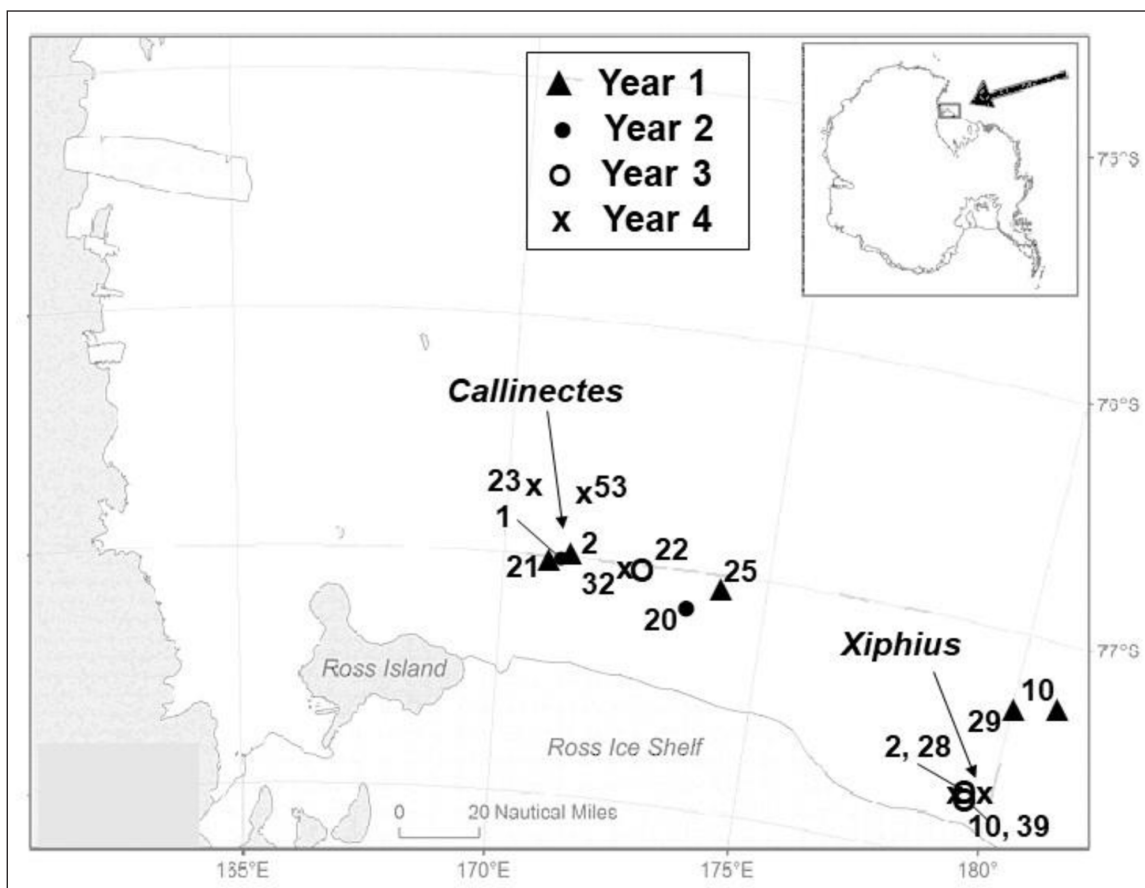 Year 1
Year 2
Year 3
Year 4
75°S
Callinectes
76°S
23
53
1
2
21
22
32
25
20
Xiphius
77°S
Ross Island
10
29
Ross Ice Shelf
2, 28
0 20 Nautical Miles
10, 39
165°E
170°E
175°E
180°